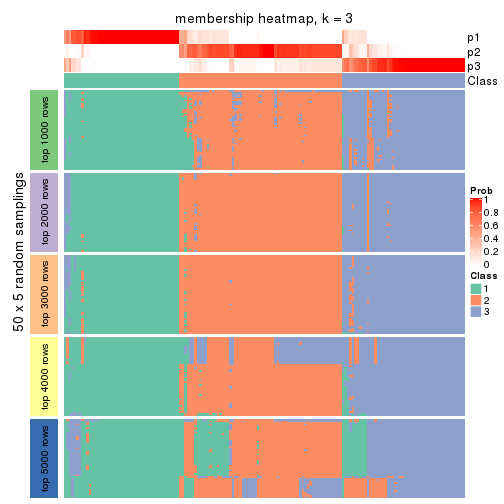 membership heatmap, k = 3
p1
p2
p3
Class
50 x 5 random samplings
top 1000 rows
top 2000 rows
top 3000 rows
top 4000 rows
top 5000 rows
Prob
1
0.8
0.6
0.4
0.2
0
Class
1
2
3